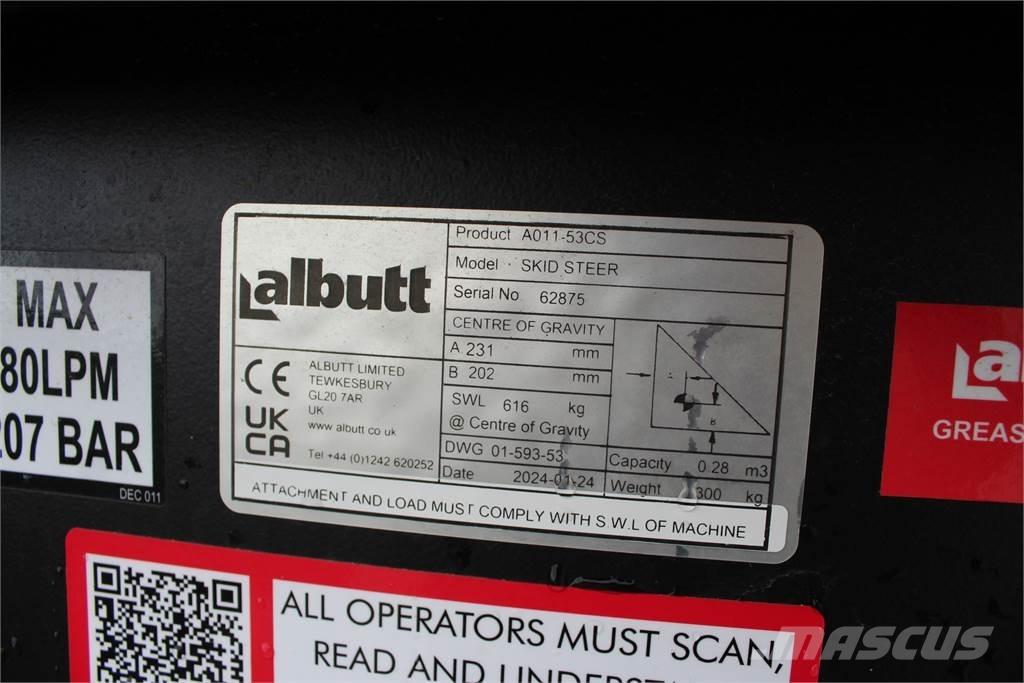 albutt
Product A011-53CS
Model SKID STEER
Serial No 62875
CENTRE OF GRAVITY
A 231 mm
B 202 mm
SWL 616 kg
@ Centre of Gravity
DWG 01-593-53
Date 2024-01-24
A
B
Capacity 0.28 m3
Weight 300 kg
CE
UK
CA
ALBUTT LIMITED
TEWKESBURY
GL20 7AR
UK
www.albutt.co.uk
Tel +44 (0)1242 620252
ATTACHMENT AND LOAD MUST COMPLY WITH S.W.L OF MACHINE
MAX
80LPM
207 BAR
DEC 011
al
GREAS
ALL OPERATORS MUST SCAN,
READ AND UNDERSTA
MASCUS